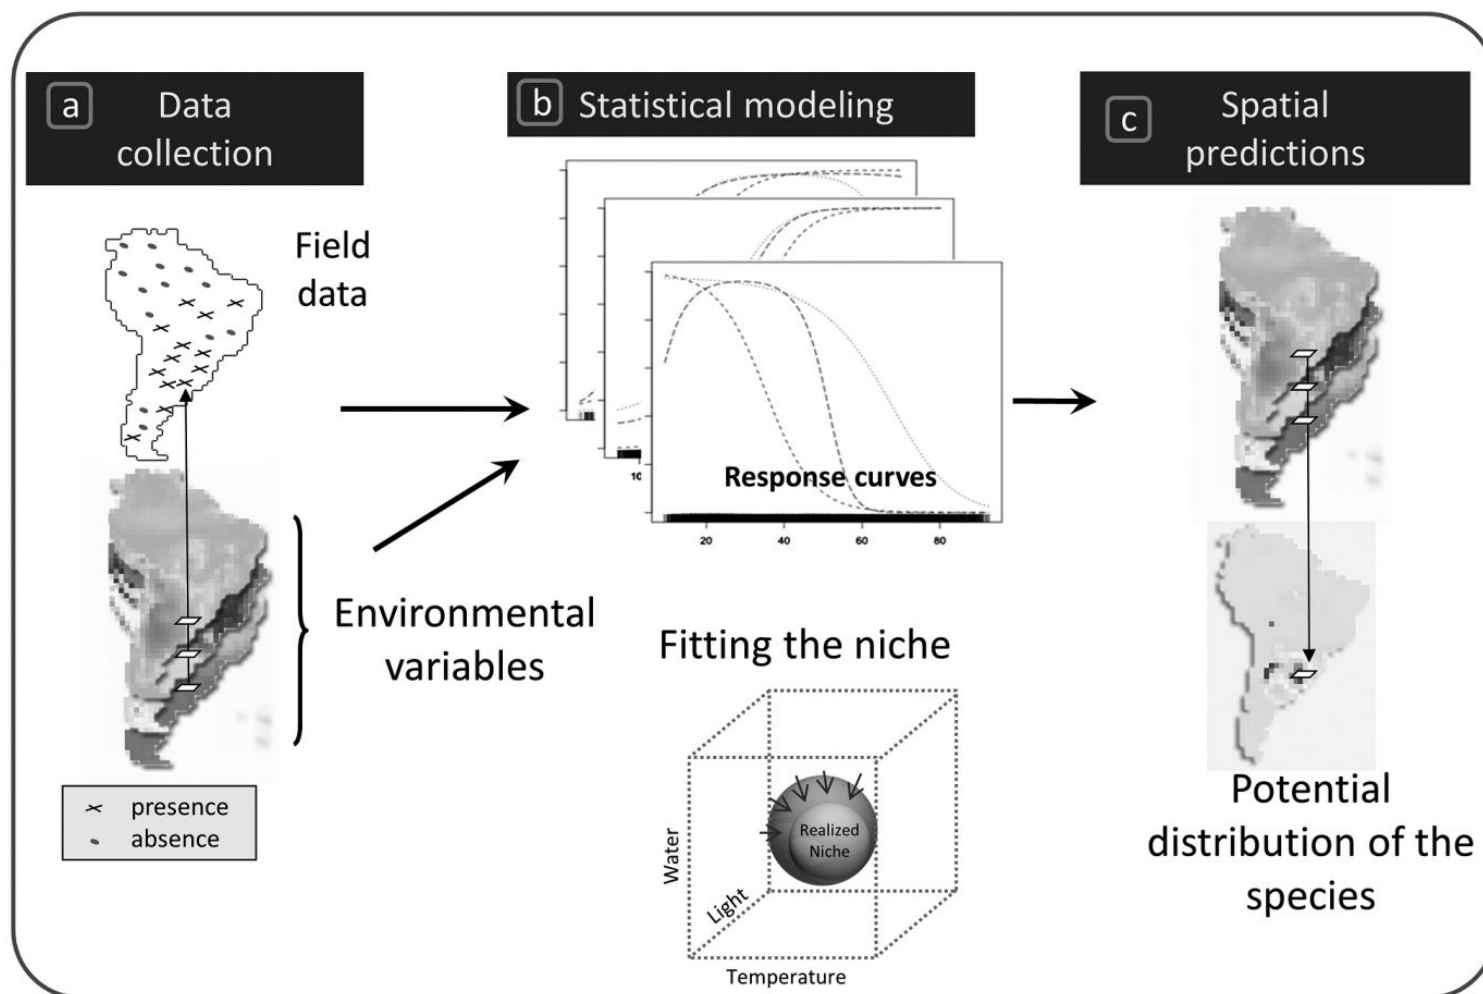 a
Data
collection
Field
data
Environmental
variables
presence
absence
b
Statistical modeling
10
Response curves
20
40
60
80
Fitting the niche
Realized
Niche
Water
Light
Temperature
c
Spatial
predictions
Potential
distribution of the
species